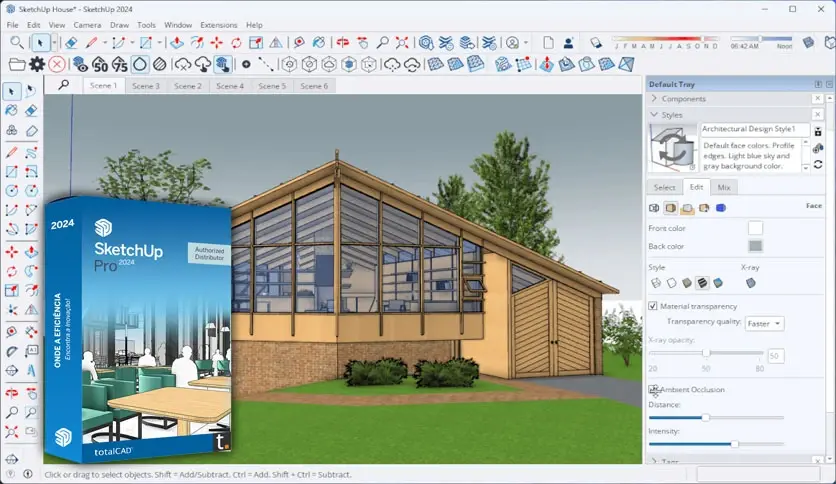 SketchUp House* - SketchUp 2024
File Edit View Camera Draw Tools Window Extensions Help
J F M A M J J A S O N D
06:42 AM Noon
50 75
Scene 1 Scene 3 Scene 2 Scene 4 Scene 5 Scene 6
Default Tray
Components
Styles
Architectural Design Style1
Default face colors. Profile
edges. Light blue sky and
gray background color.
Select Edit Mix
Face
Front color
Back color
Style X-ray
Material transparency
Transparency quality: Faster
X-ray opacity:
50
20 50 80
Ambient Occlusion
Distance:
Intensity:
Tags
2024
SketchUp
Pro 2024
Authorized
Distributor
ONDE A EFICIÊNCIA
Encontra a inovação!
totalCAD
t.
Click or drag to select objects. Shift = Add/Subtract. Ctrl = Add. Shift + Ctrl = Subtract.